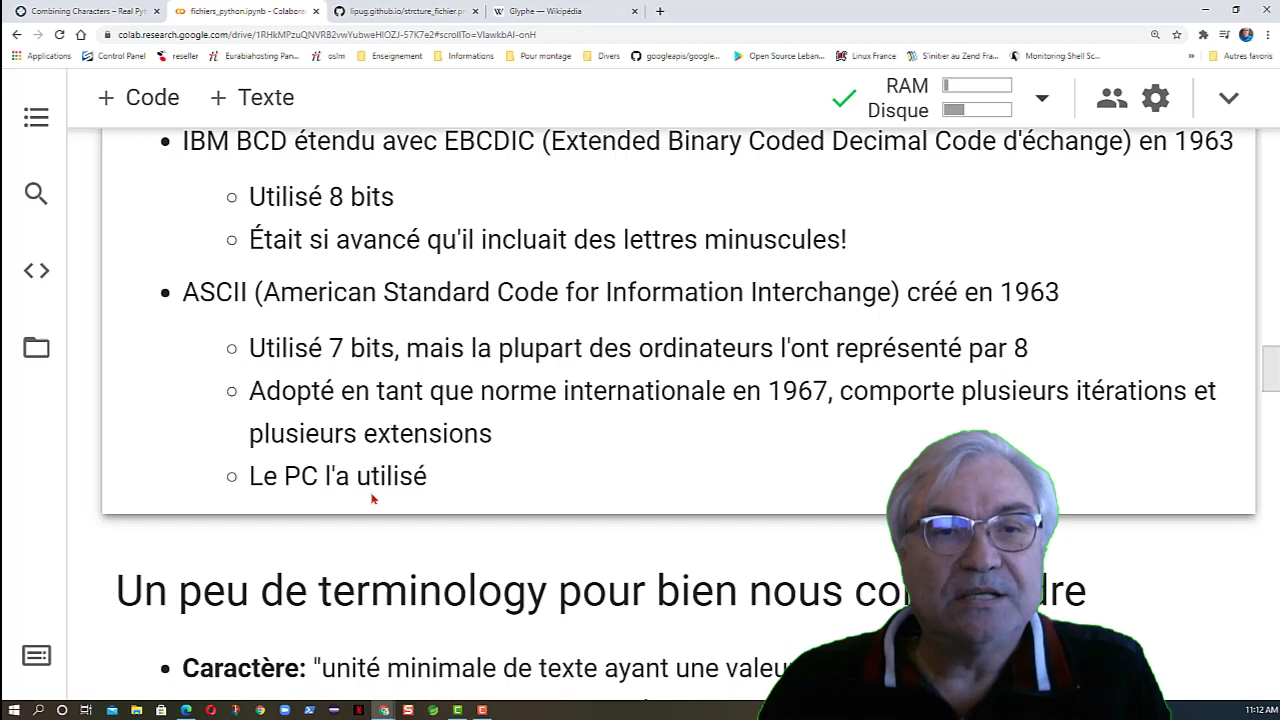 Combining Characters – Real Pyt
fichiers_python.ipynb - Colabora
lipug.github.io/strcture_fichier.p
Glyphe — Wikipédia
colab.research.google.com/drive/1RHkMPzuQNVRB2vwYubweHIOZJ-57K7e2#scrollTo=VIawkbAI-onH
Applications
Control Panel
reseller
Eurabiahosting Pan...
oslm
Enseignement
Informations
Pour montage
Divers
googleapis/google...
Open Source Leban...
Linux France
S'initier au Zend Fra...
Monitoring Shell Sc...
»
Autres favoris
+ Code
+ Texte
RAM
Disque
• IBM BCD étendu avec EBCDIC (Extended Binary Coded Decimal Code d'échange) en 1963
○ Utilisé 8 bits
○ Était si avancé qu'il incluait des lettres minuscules!
• ASCII (American Standard Code for Information Interchange) créé en 1963
○ Utilisé 7 bits, mais la plupart des ordinateurs l'ont représenté par 8
○ Adopté en tant que norme internationale en 1967, comporte plusieurs itérations et
plusieurs extensions
○ Le PC l'a utilisé
Un peu de terminology pour bien nous co dre
• Caractère: "unité minimale de texte ayant une valeu
11:12 AM